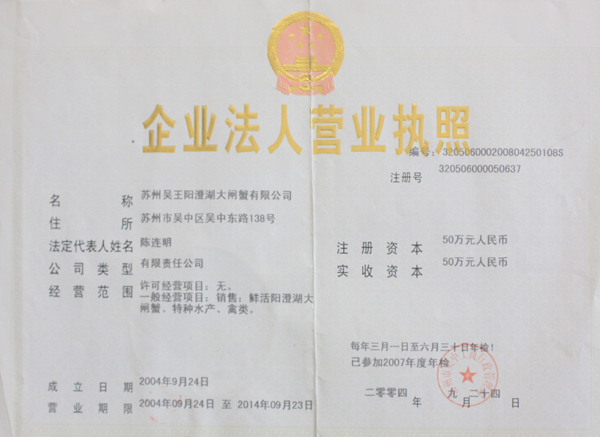 企业法人营业执照
编号：320506000200804250108S
注册号 320506000050637
名称 苏州吴王阳澄湖大闸蟹有限公司
住所 苏州市吴中区吴中东路138号
法定代表人姓名 陈连明
注册资本 50万元人民币
公司类型 有限责任公司
实收资本 50万元人民币
经营范围 许可经营项目：无。
一般经营项目：销售：鲜活阳澄湖大
闸蟹、特种水产、禽类。
每年三月一日至六月三十日年检！
已参加2007年度年检
成立日期 2004年9月24日
二零零四年九月二十四日
营业期限 2004年09月24日 至 2014年09月23日